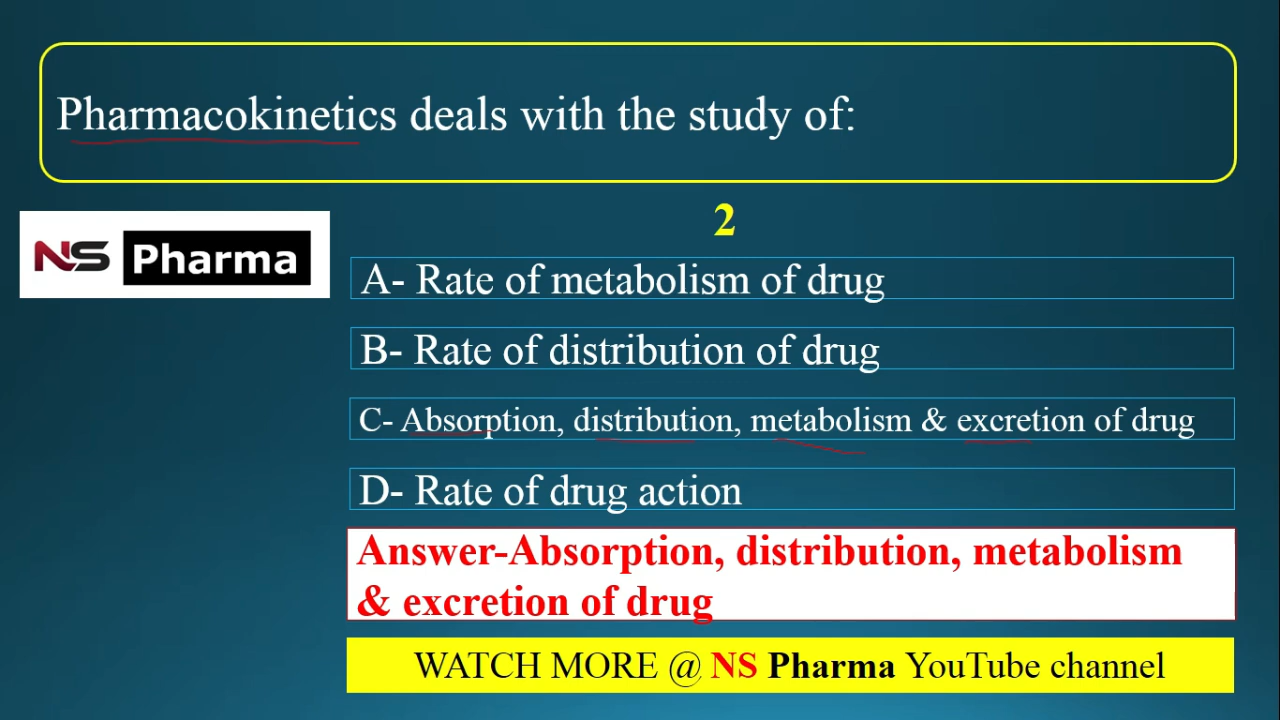 Pharmacokinetics deals with the study of:
NS Pharma
2
A- Rate of metabolism of drug
B- Rate of distribution of drug
C- Absorption, distribution, metabolism & excretion of drug
D- Rate of drug action
Answer-Absorption, distribution, metabolism
& excretion of drug
WATCH MORE @ NS Pharma YouTube channel